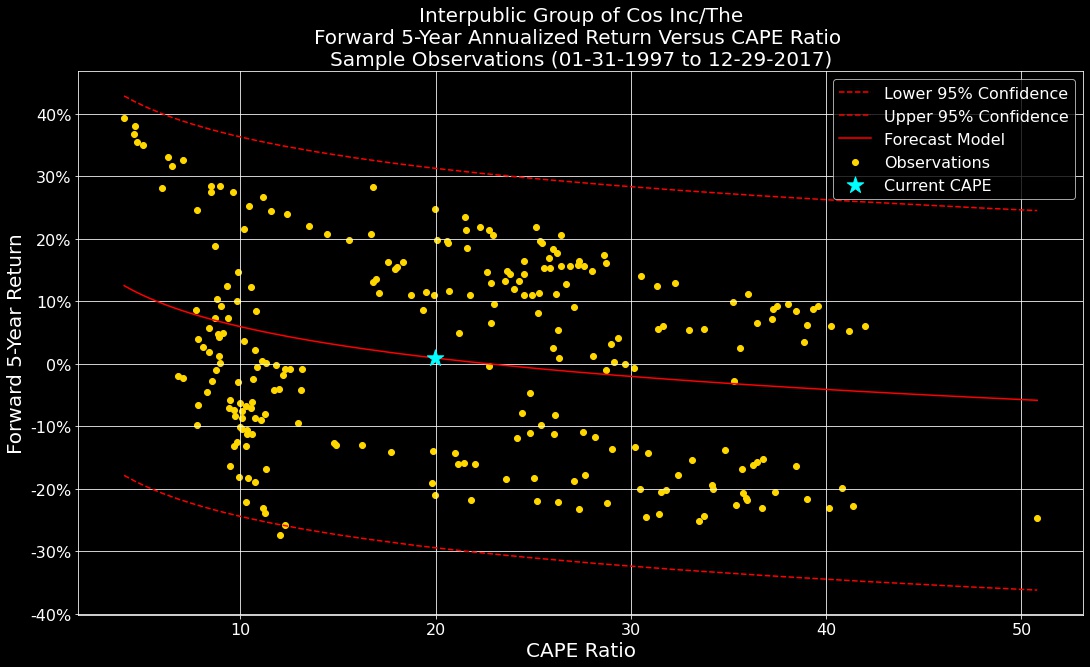 Interpublic Group of Cos Inc/The
Forward 5-Year Annualized Return Versus CAPE Ratio
Sample Observations (01-31-1997 to 12-29-2017)
Lower 95% Confidence
Upper 95% Confidence
Forecast Model
Observations
Current CAPE
Forward 5-Year Return
40%
30%
20%
10%
0%
-10%
-20%
-30%
-40%
10 20 30 40 50
CAPE Ratio